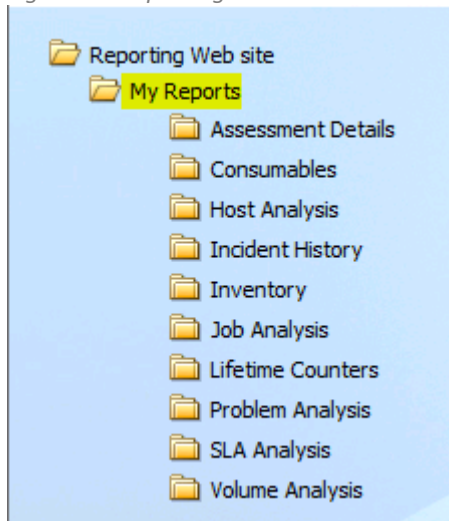 Reporting Web site
My Reports
Assessment Details
Consumables
Host Analysis
Incident History
Inventory
Job Analysis
Lifetime Counters
Problem Analysis
SLA Analysis
Volume Analysis